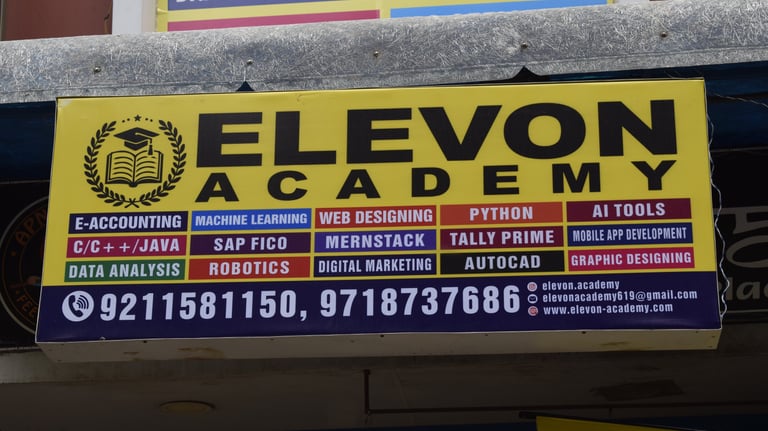 ELEVON
ACADEMY
E-ACCOUNTING MACHINE LEARNING WEB DESIGNING PYTHON AI TOOLS
C/C++/JAVA SAP FICO MERNSTACK TALLY PRIME MOBILE APP DEVELOPMENT
DATA ANALYSIS ROBOTICS DIGITAL MARKETING AUTOCAD GRAPHIC DESIGNING
9211581150, 9718737686
elevon.academy
elevonacademy619@gmail.com
www.elevon-academy.com